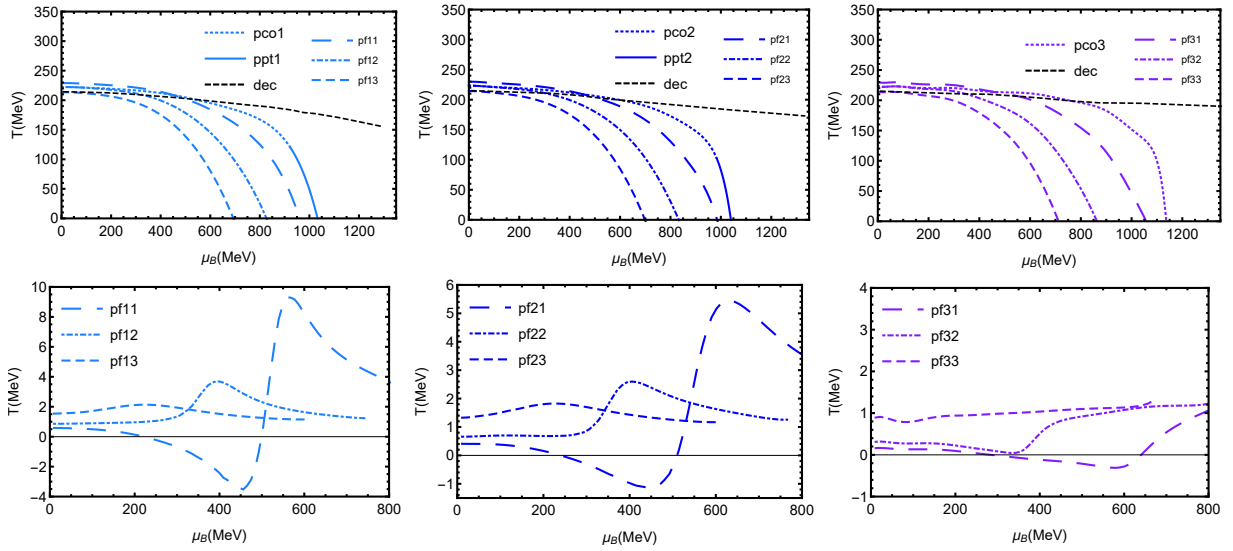 350
300
250
200
150
100
50
0
T(MeV)
pco1
ppt1
dec
pf11
pf12
pf13
0 200 400 600 800 1000 1200
μB(MeV)
350
300
250
200
150
100
50
0
T(MeV)
pco2
ppt2
dec
pf21
pf22
pf23
0 200 400 600 800 1000 1200
μB(MeV)
350
300
250
200
150
100
50
0
T(MeV)
pco3
dec
pf31
pf32
pf33
0 200 400 600 800 1000 1200
μB(MeV)
10
8
6
4
2
0
−2
−4
T(MeV)
pf11
pf12
pf13
0 200 400 600 800
μB(MeV)
6
5
4
3
2
1
0
−1
T(MeV)
pf21
pf22
pf23
0 200 400 600 800
μB(MeV)
4
3
2
1
0
−1
T(MeV)
pf31
pf32
pf33
0 200 400 600 800
μB(MeV)